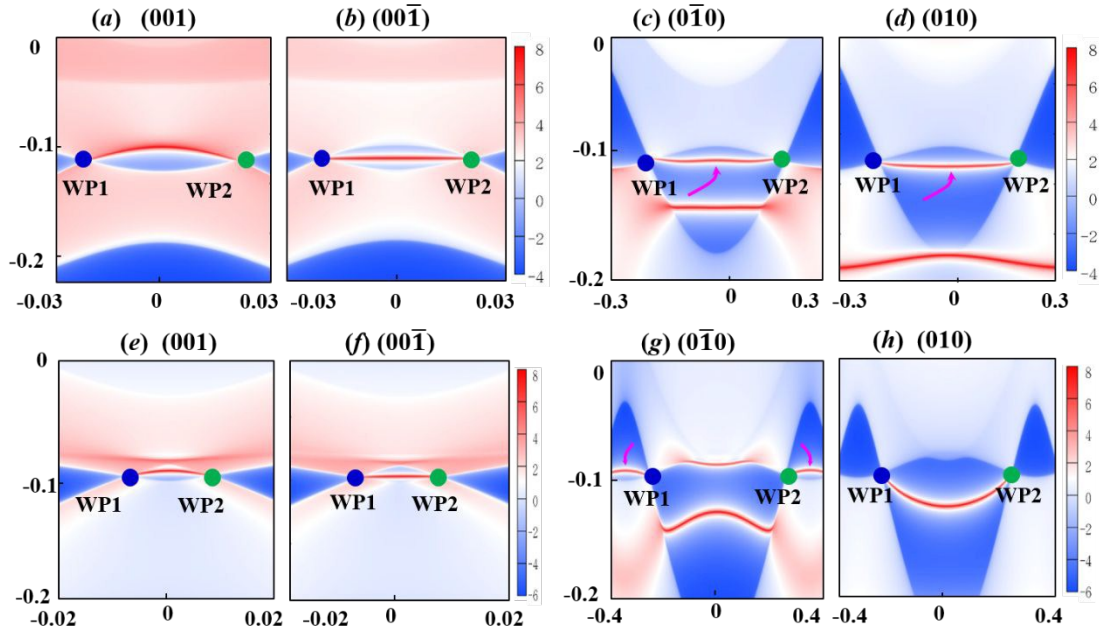 (a) (001) (b) (001̅) (c) (01̅0) (d) (010)
0 8 0 8
6 6
-0.1 4 -0.1 4
WP1 WP2 WP1 WP2 2 WP1 WP2 WP1 WP2 2
0 0
-0.2 -2 -2
-4 -0.2 -4
-0.03 0 0.03 -0.03 0 0.03 -0.3 0 0.3 -0.3 0 0.3
(e) (001) (f) (001̅) (g) (01̅0) (h) (010)
0 8 0 8
6 6
4 4
-0.1 2 -0.1 2
WP1 WP2 WP1 WP2 0 WP1 WP2 WP1 WP2 0
-2 -2
-4 -4
-0.2 -6 -0.2 -6
-0.02 0 0.02 -0.02 0 0.02 -0.4 0 0.4 -0.4 0 0.4